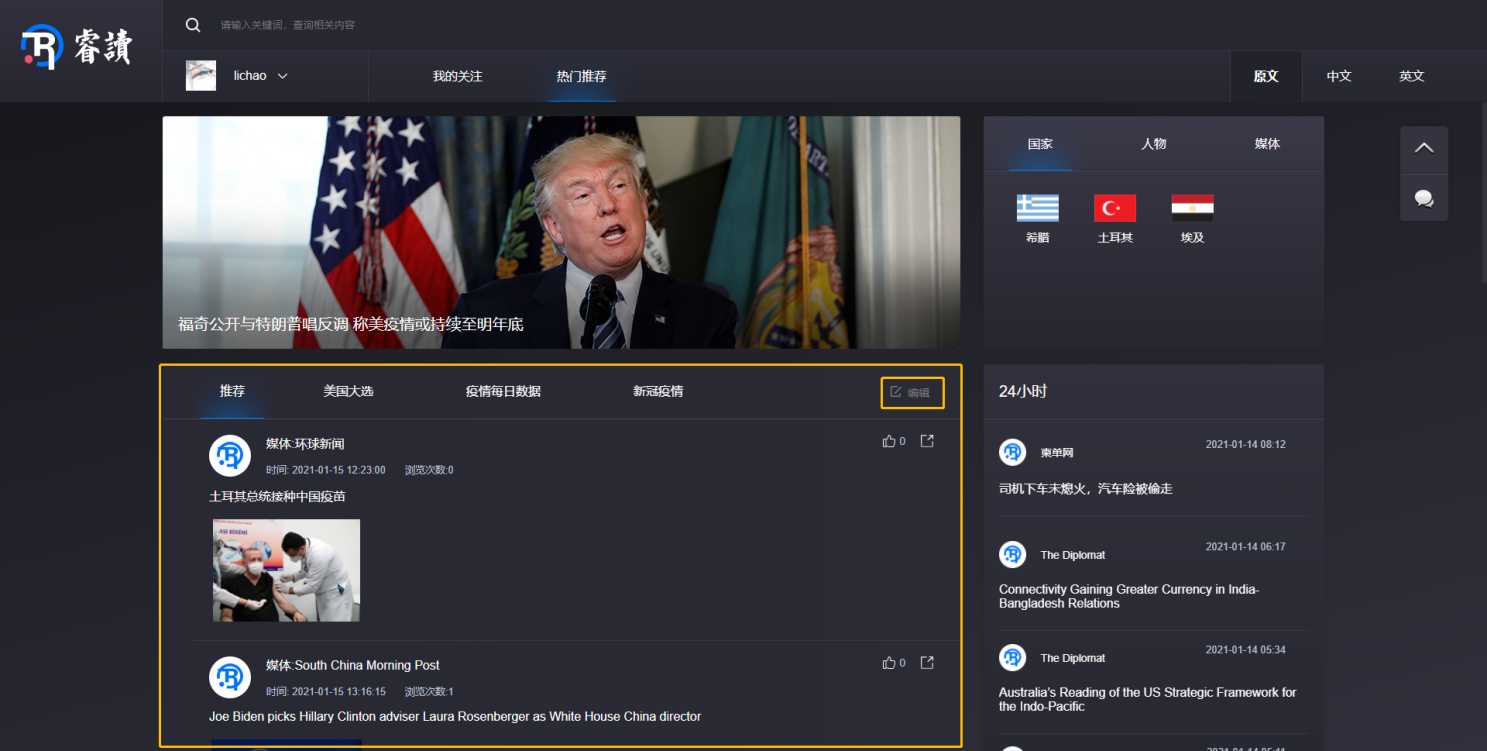 睿讀
请输入关键词，查询相关内容
lichao
我的关注
热门推荐
原文
中文
英文
福奇公开与特朗普唱反调 称美疫情或持续至明年底
国家
人物
媒体
希腊
土耳其
埃及
推荐
美国大选
疫情每日数据
新冠疫情
编辑
媒体:环球新闻
0
时间: 2021-01-15 12:23:00
浏览次数:0
土耳其总统接种中国疫苗
AŞI BİRİMİ
媒体:South China Morning Post
0
时间: 2021-01-15 13:16:15
浏览次数:1
Joe Biden picks Hillary Clinton adviser Laura Rosenberger as White House China director
24小时
柬单网
2021-01-14 08:12
司机下车未熄火，汽车险被偷走
The Diplomat
2021-01-14 06:17
Connectivity Gaining Greater Currency in India-
Bangladesh Relations
The Diplomat
2021-01-14 05:34
Australia's Reading of the US Strategic Framework for
the Indo-Pacific